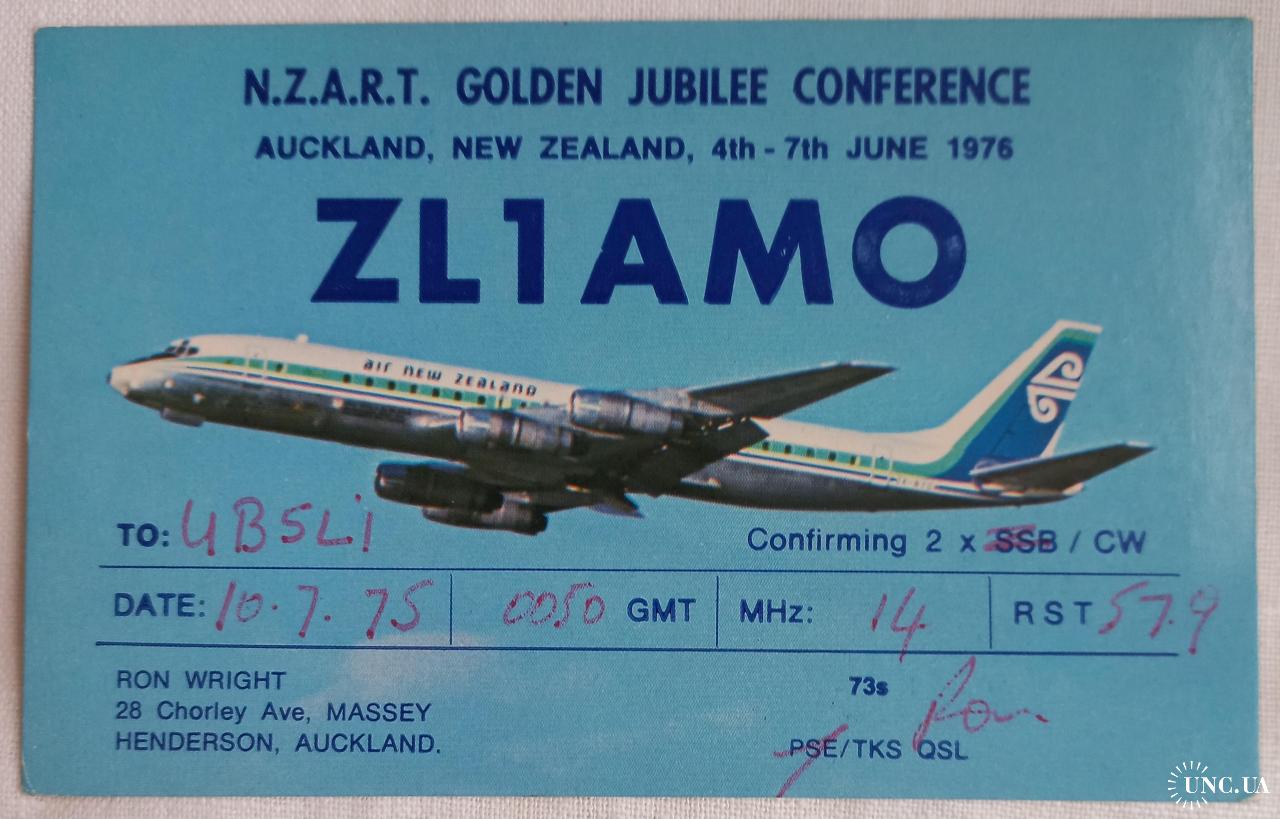 N.Z.A.R.T. GOLDEN JUBILEE CONFERENCE
AUCKLAND, NEW ZEALAND, 4th - 7th JUNE 1976
ZL1AMO
AIR NEW ZEALAND
TO: UB5LI
Confirming 2 x SSB / CW
DATE: 10.7.75 0050 GMT MHz: 14 RST 579
RON WRIGHT
28 Chorley Ave, MASSEY
HENDERSON, AUCKLAND.
73s Ron
PSE/TKS QSL
UNC.UA